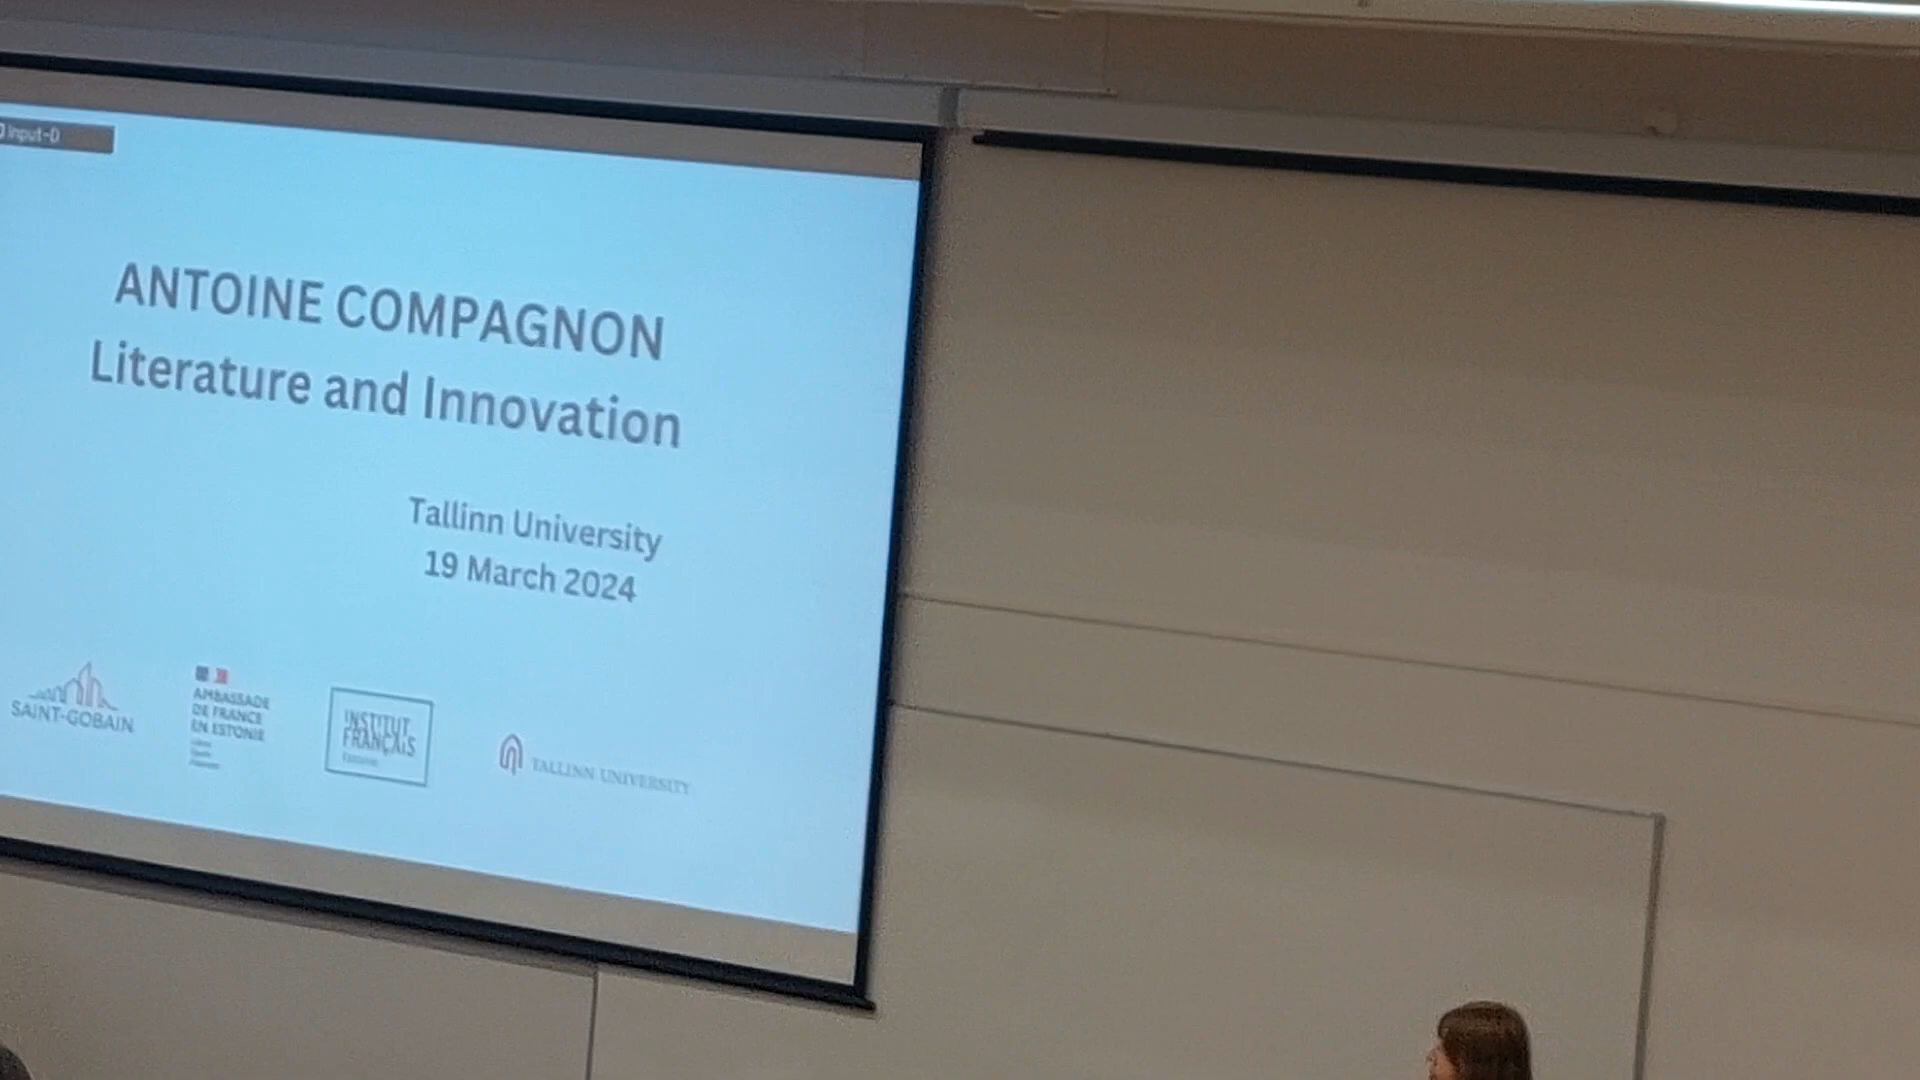 Input-D
ANTOINE COMPAGNON
Literature and Innovation
Tallinn University
19 March 2024
SAINT-GOBAIN
AMBASSADE
DE FRANCE
EN ESTONIE
INSTITUT
FRANÇAIS
TALLINN UNIVERSITY